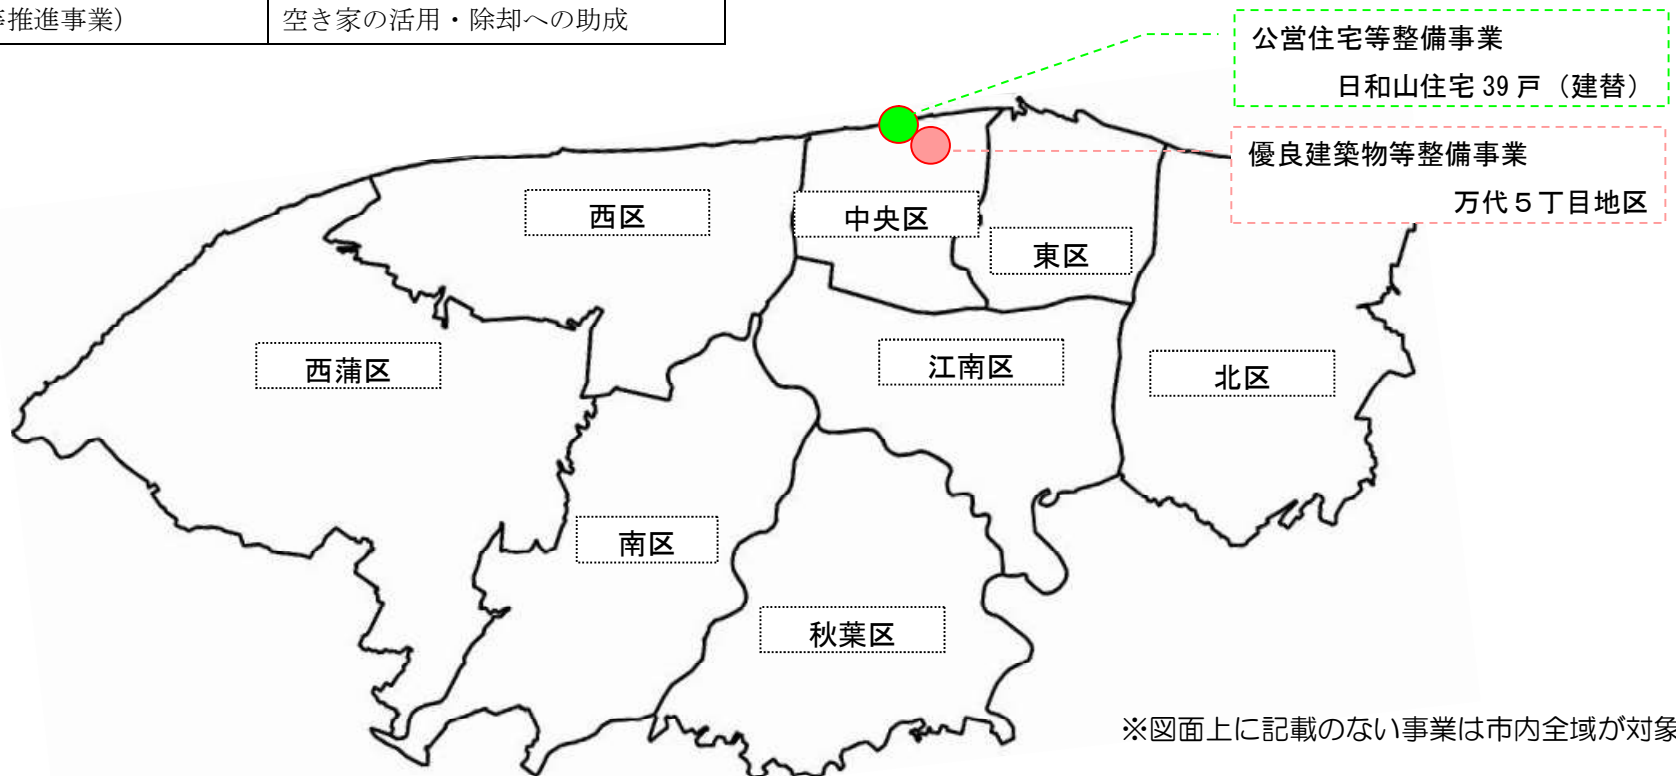 等推進事業)
空き家の活用・除却への助成
公営住宅等整備事業
日和山住宅 39 戸（建替）
優良建築物等整備事業
万代５丁目地区
西区
中央区
東区
西蒲区
江南区
北区
南区
秋葉区
※図面上に記載のない事業は市内全域が対象